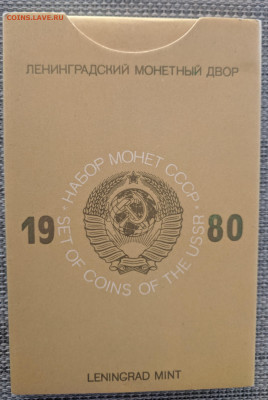 COINS.LAVE.RU
ЛЕНИНГРАДСКИЙ МОНЕТНЫЙ ДВОР
НАБОР МОНЕТ СССР
19 80
SET OF COINS OF THE USSR
LENINGRAD MINT